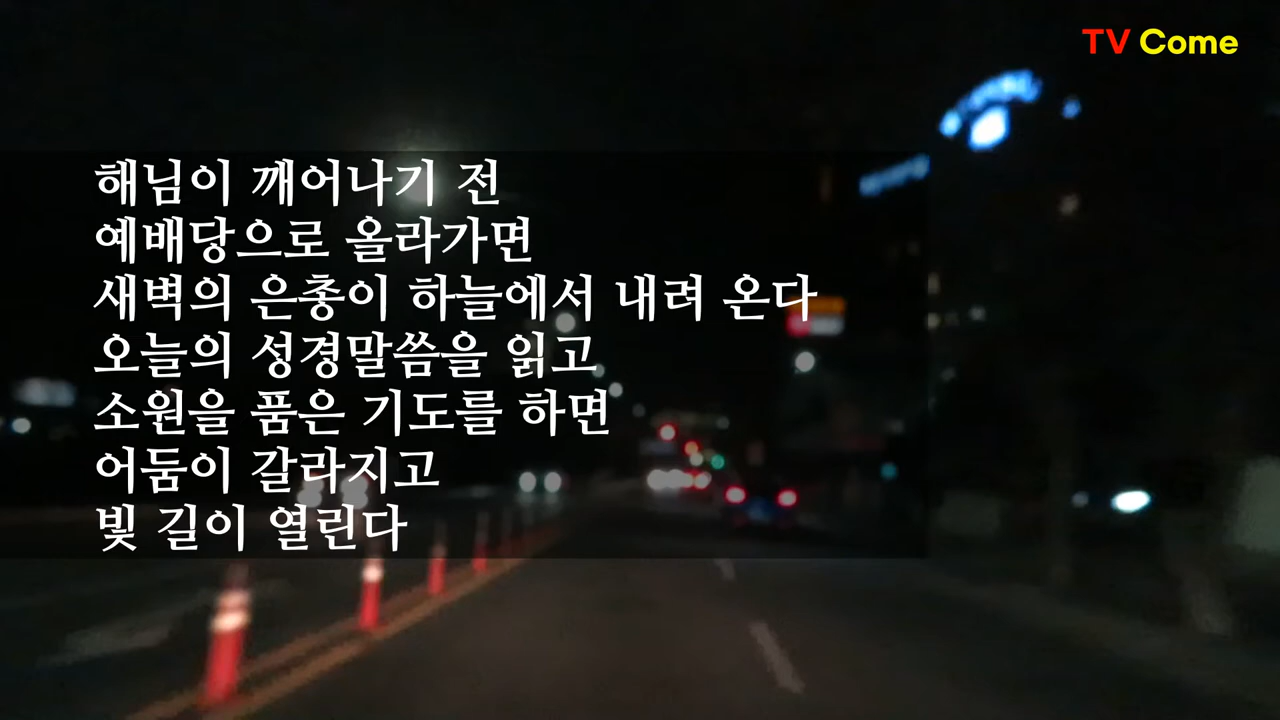 TV Come
해님이 깨어나기 전
예배당으로 올라가면
새벽의 은총이 하늘에서 내려 온다
오늘의 성경말씀을 읽고
소원을 품은 기도를 하면
어둠이 갈라지고
빛 길이 열린다